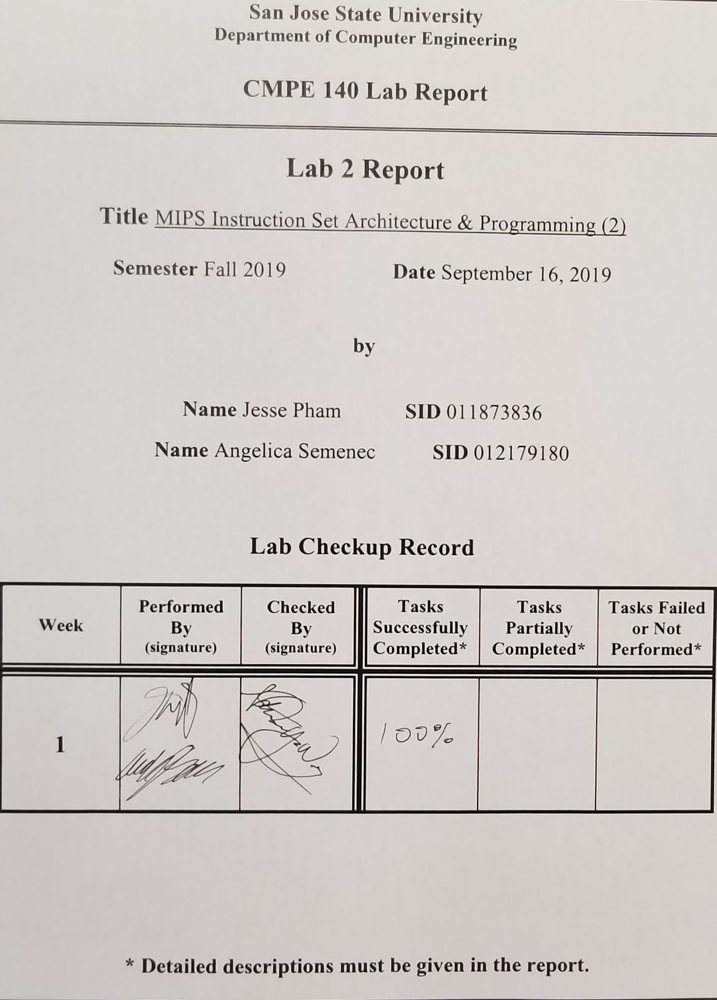 San Jose State University
Department of Computer Engineering
CMPE 140 Lab Report
Lab 2 Report
Title MIPS Instruction Set Architecture & Programming (2)
Semester Fall 2019 Date September 16, 2019
by
Name Jesse Pham SID 011873836
Name Angelica Semenec SID 012179180
Lab Checkup Record
Week
Performed
By
(signature)
Checked
By
(signature)
Tasks
Successfully
Completed*
Tasks
Partially
Completed*
Tasks Failed
or Not
Performed*
1
100%
* Detailed descriptions must be given in the report.